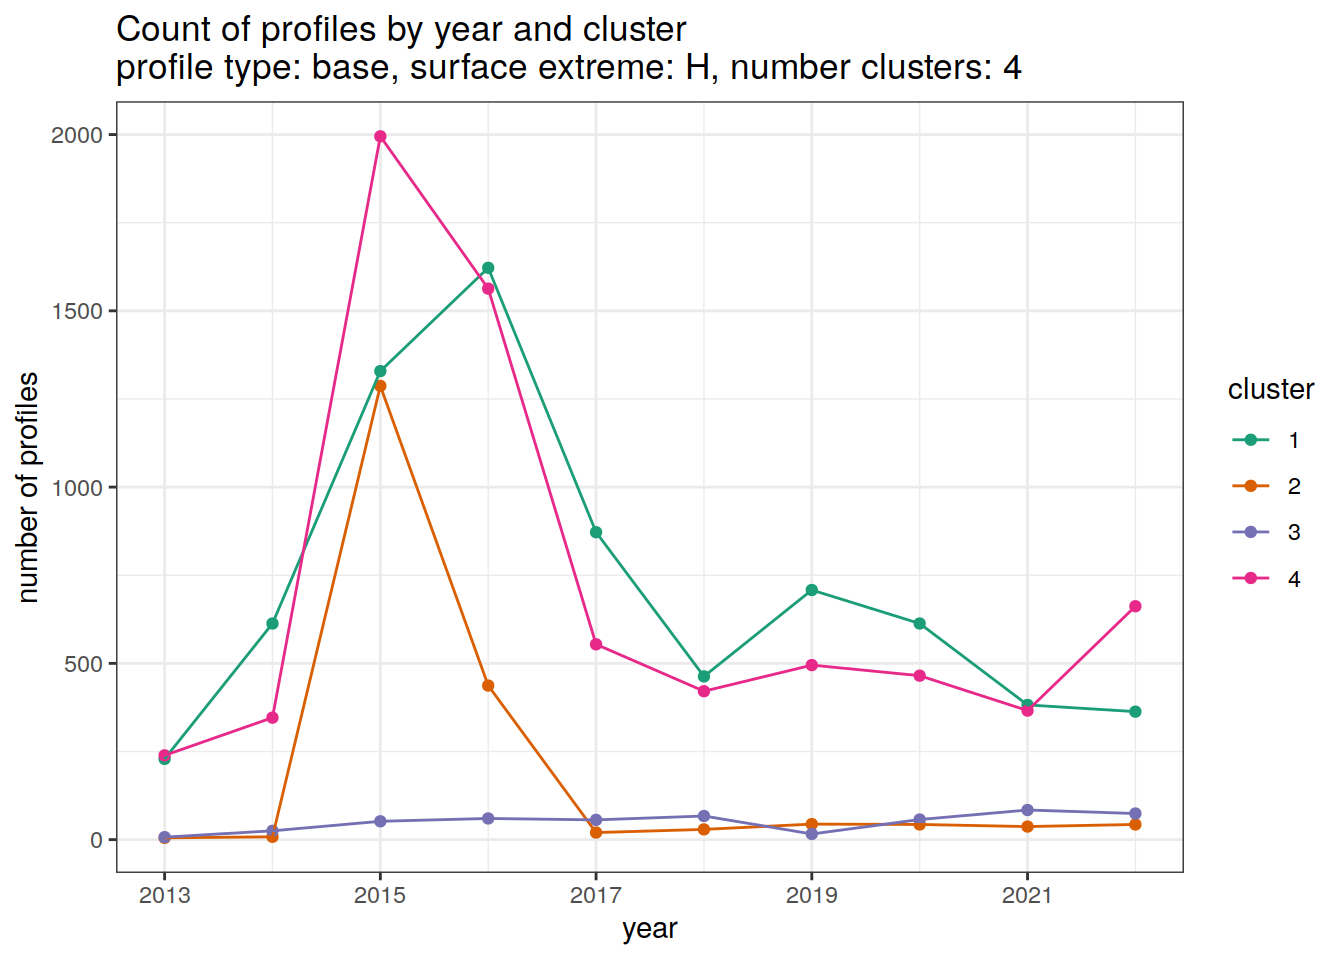 Count of profiles by year and cluster
profile type: base, surface extreme: H, number clusters: 4
2000
1500
1000
500
0
number of profiles
2013
2015
2017
2019
2021
year
cluster
1
2
3
4